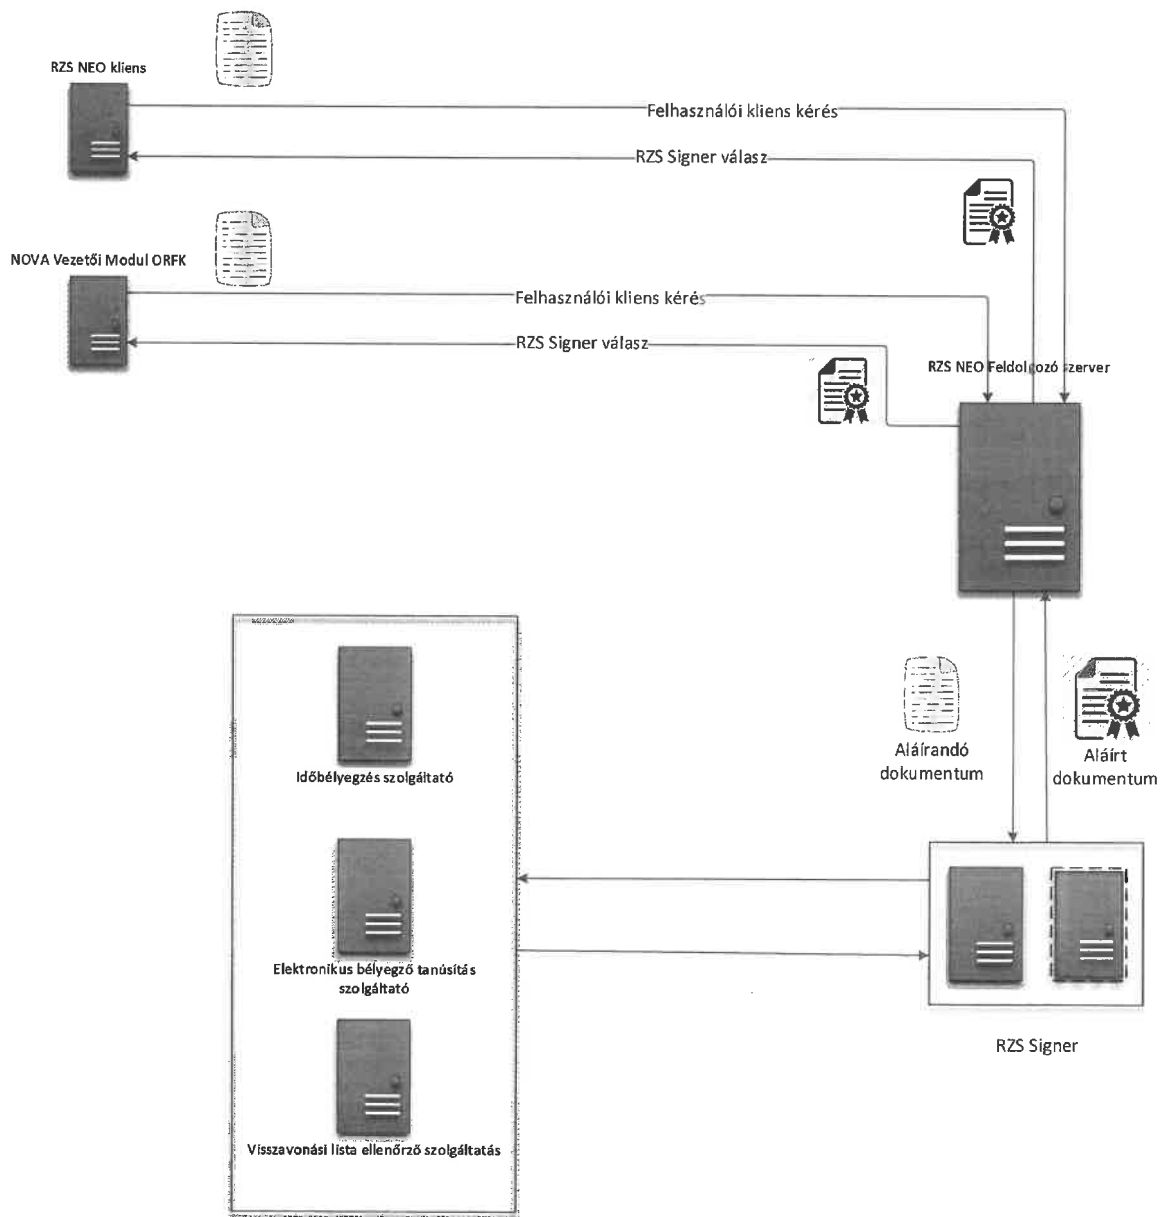 RZS NEO kliens
Felhasználói kliens kérés
RZS Signer válasz
NOVA Vezetői Modul ORFK
Felhasználói kliens kérés
RZS Signer válasz
RZS NEO Feldolgozó szerver
Időbélyegzés szolgáltató
Aláírandó
dokumentum
Aláírt
dokumentum
Elektronikus bélyegző tanúsítás
szolgáltató
RZS Signer
Visszavonási lista ellenőrző szolgáltatás